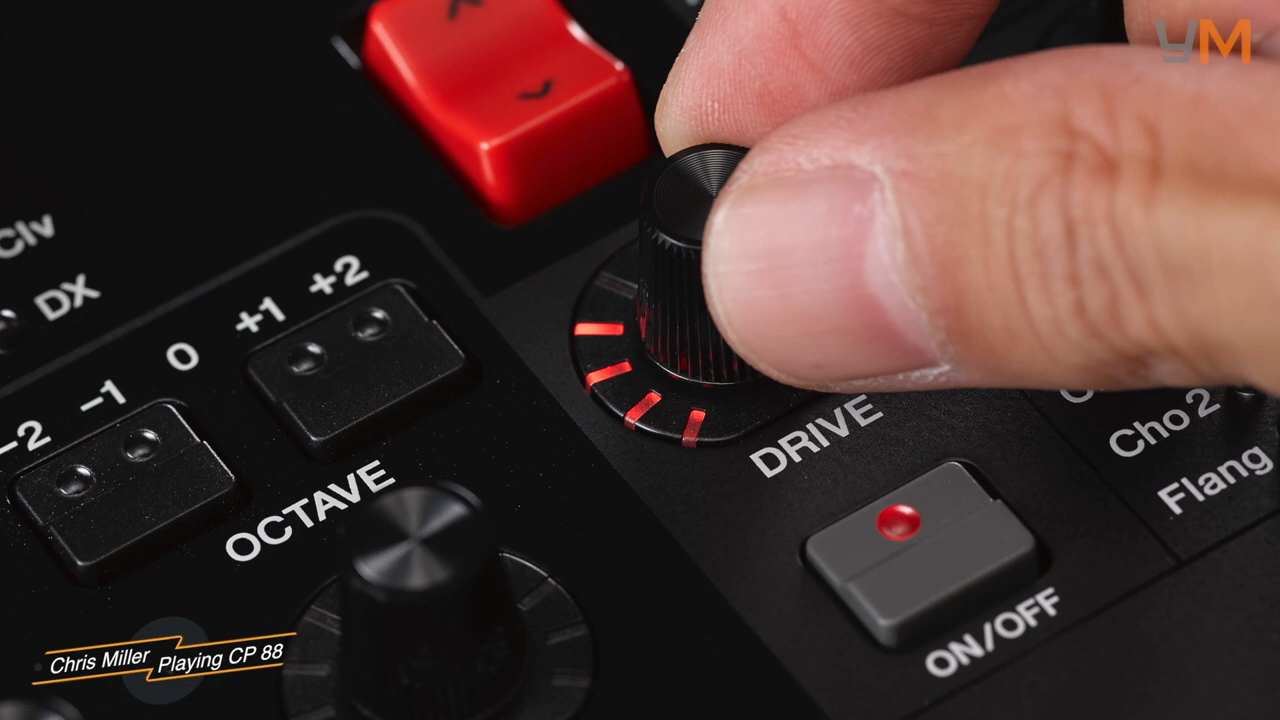 YM
Clv
DX
-2 -1 0 +1 +2
OCTAVE
DRIVE
Cho 2
Flang
ON/OFF
Chris Miller
Playing CP 88